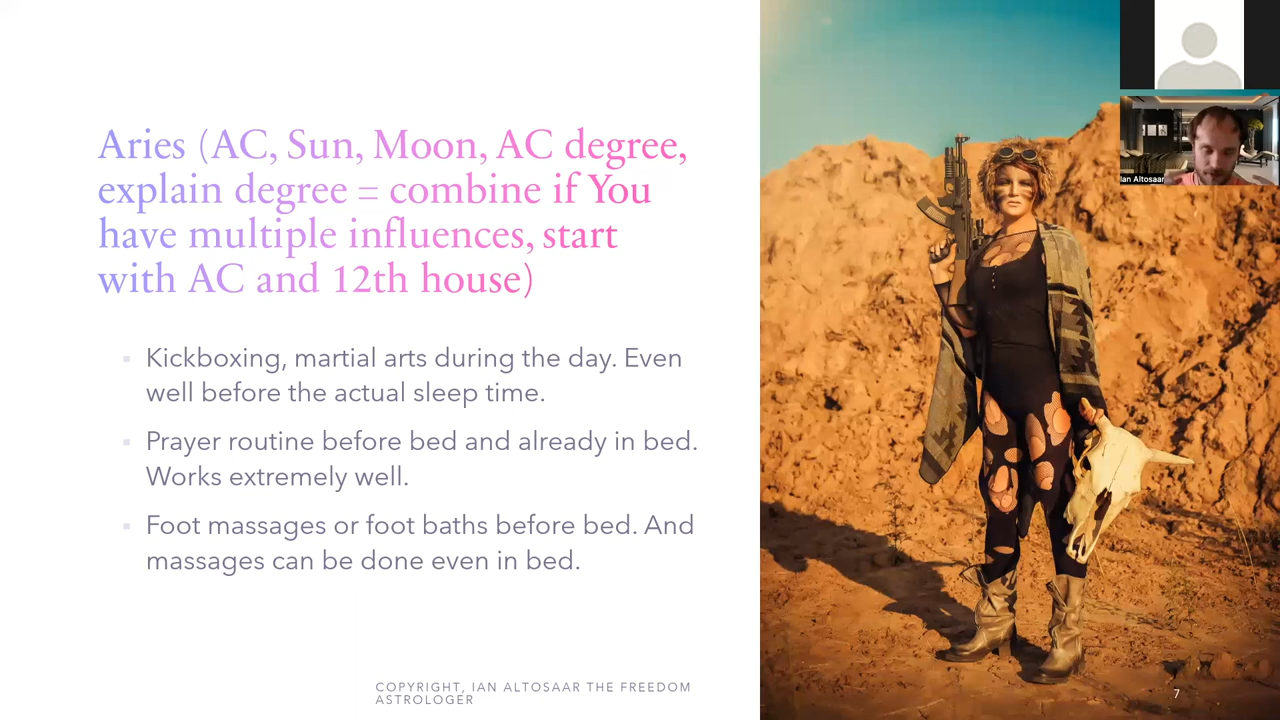 Aries (AC, Sun, Moon, AC degree,
explain degree = combine if You
have multiple influences, start
with AC and 12th house)
Kickboxing, martial arts during the day. Even
well before the actual sleep time.
Prayer routine before bed and already in bed.
Works extremely well.
Foot massages or foot baths before bed. And
massages can be done even in bed.
COPYRIGHT, IAN ALTOSAAR THE FREEDOM
ASTROLOGER
Ian Altosaar
7